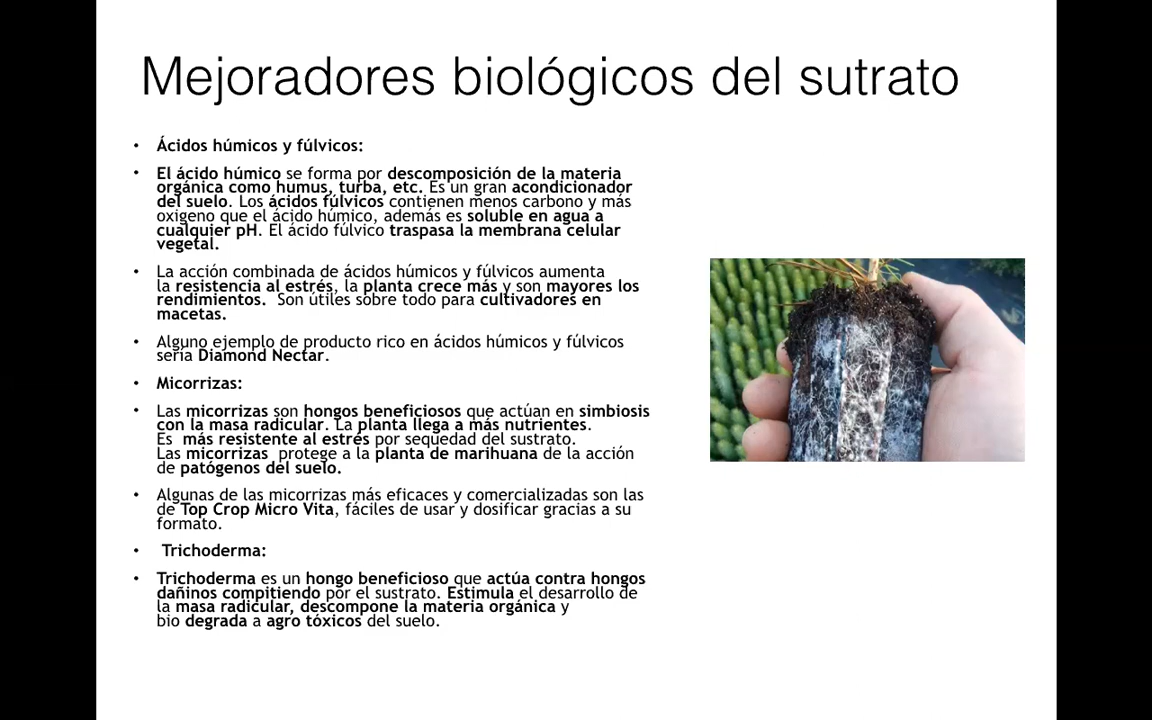 Mejoradores biológicos del sutrato
• Ácidos húmicos y fúlvicos:
• El ácido húmico se forma por descomposición de la materia
orgánica como humus, turba, etc. Es un gran acondicionador
del suelo. Los ácidos fúlvicos contienen menos carbono y más
oxigeno que el ácido húmico, además es soluble en agua a
cualquier pH. El ácido fúlvico traspasa la membrana celular
vegetal.
• La acción combinada de ácidos húmicos y fúlvicos aumenta
la resistencia al estrés, la planta crece más y son mayores los
rendimientos. Son útiles sobre todo para cultivadores en
macetas.
• Alguno ejemplo de producto rico en ácidos húmicos y fúlvicos
seria Diamond Nectar.
• Micorrizas:
• Las micorrizas son hongos beneficiosos que actúan en simbiosis
con la masa radicular. La planta llega a más nutrientes.
Es más resistente al estrés por sequedad del sustrato.
Las micorrizas protege a la planta de marihuana de la acción
de patógenos del suelo.
• Algunas de las micorrizas más eficaces y comercializadas son las
de Top Crop Micro Vita, fáciles de usar y dosificar gracias a su
formato.
• Trichoderma:
• Trichoderma es un hongo beneficioso que actúa contra hongos
dañinos compitiendo por el sustrato. Estimula el desarrollo de
la masa radicular, descompone la materia orgánica y
bio degrada a agro tóxicos del suelo.